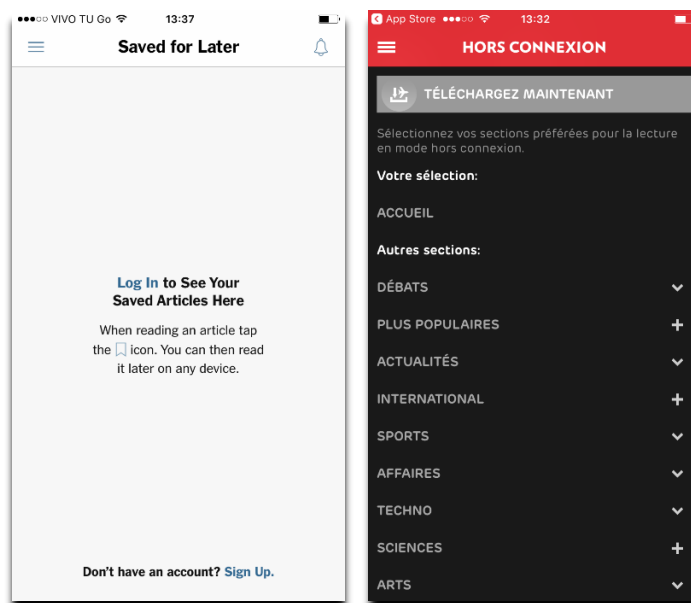 VIVO TU Go 13:37
Saved for Later
Log In to See Your
Saved Articles Here
When reading an article tap
the icon. You can then read
it later on any device.
Don't have an account? Sign Up.
App Store 13:32
HORS CONNEXION
TÉLÉCHARGEZ MAINTENANT
Sélectionnez vos sections préférées pour la lecture
en mode hors connexion.
Votre sélection:
ACCUEIL
Autres sections:
DÉBATS
PLUS POPULAIRES
ACTUALITÉS
INTERNATIONAL
SPORTS
AFFAIRES
TECHNO
SCIENCES
ARTS